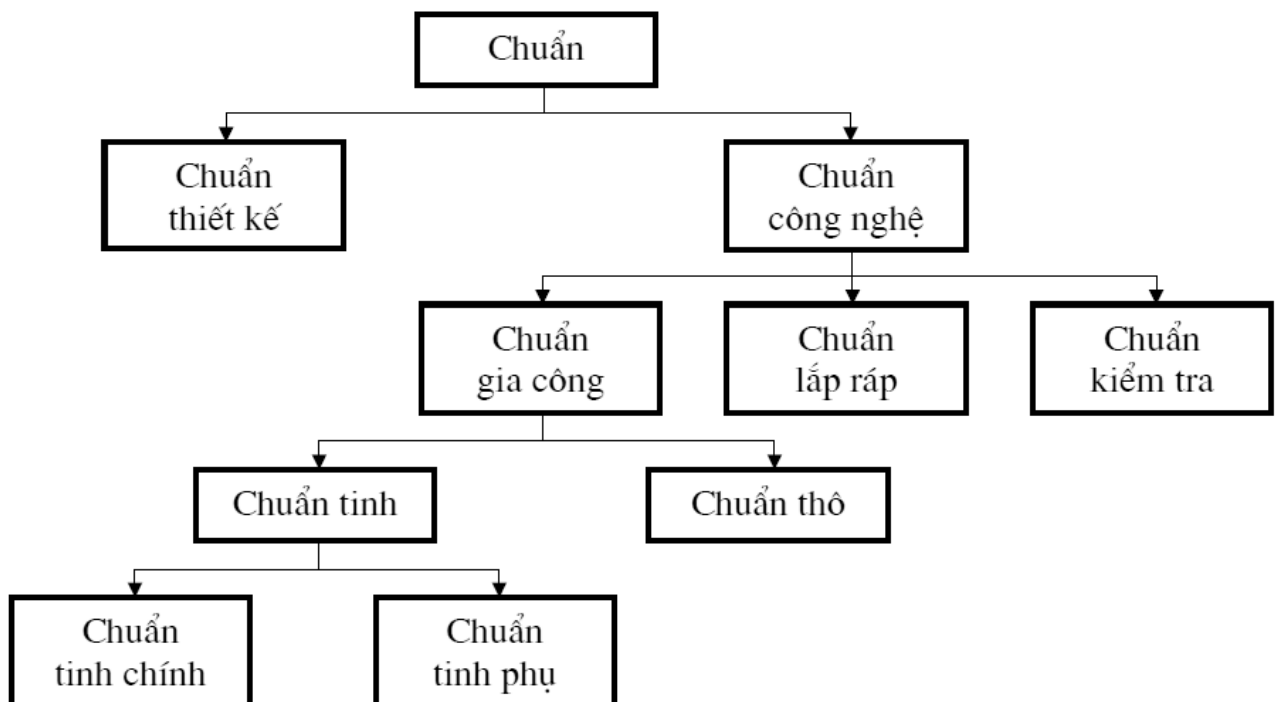 Chuẩn
Chuẩn
thiết kế
Chuẩn
công nghệ
Chuẩn
gia công
Chuẩn
lắp ráp
Chuẩn
kiểm tra
Chuẩn tinh
Chuẩn thô
Chuẩn
tinh chính
Chuẩn
tinh phụ